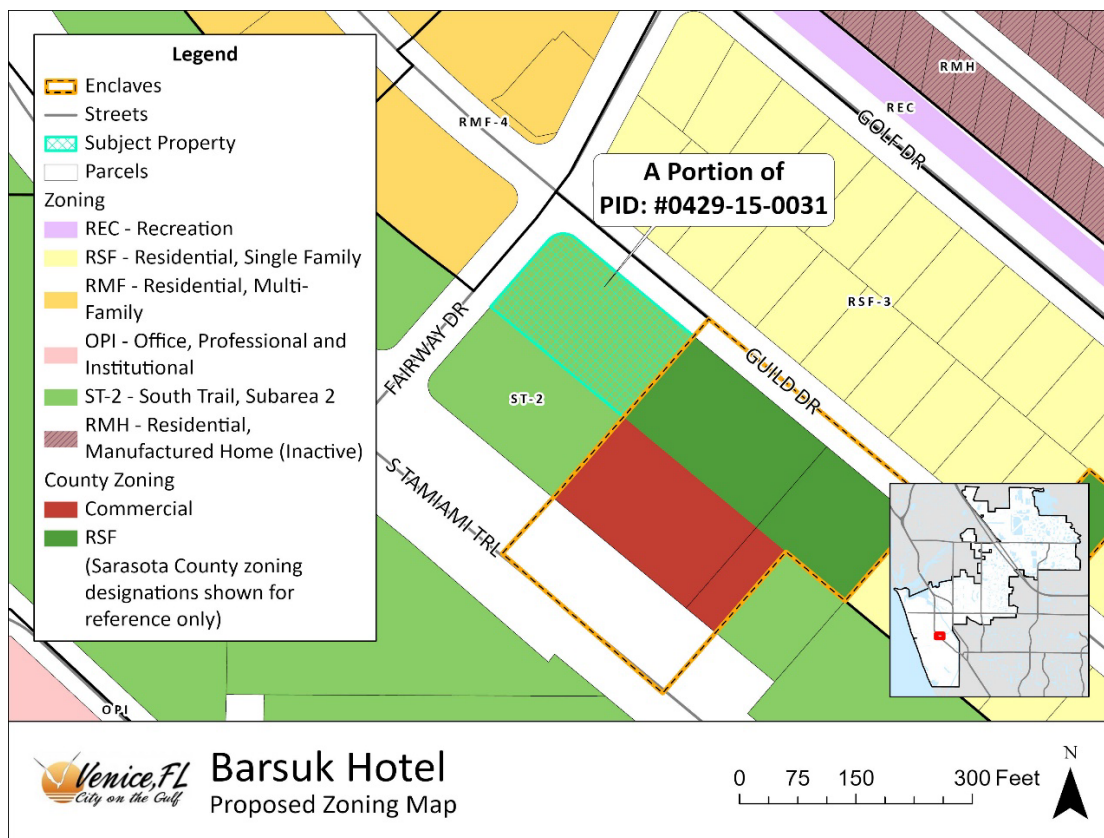 Legend
Enclaves
Streets
Subject Property
Parcels
Zoning
REC - Recreation
RSF - Residential, Single Family
RMF - Residential, Multi-
Family
OPI - Office, Professional and
Institutional
ST-2 - South Trail, Subarea 2
RMH - Residential,
Manufactured Home (Inactive)
County Zoning
Commercial
RSF
(Sarasota County zoning
designations shown for
reference only)
RMF-4
RMH
REC
GOLF DR
A Portion of
PID: #0429-15-0031
RSF-3
FAIRWAY DR
GUILD DR
ST-2
S TAMIAMI TRL
OPI
Venice, FL
City on the Gulf
Barsuk Hotel
Proposed Zoning Map
0 75 150 300 Feet
N